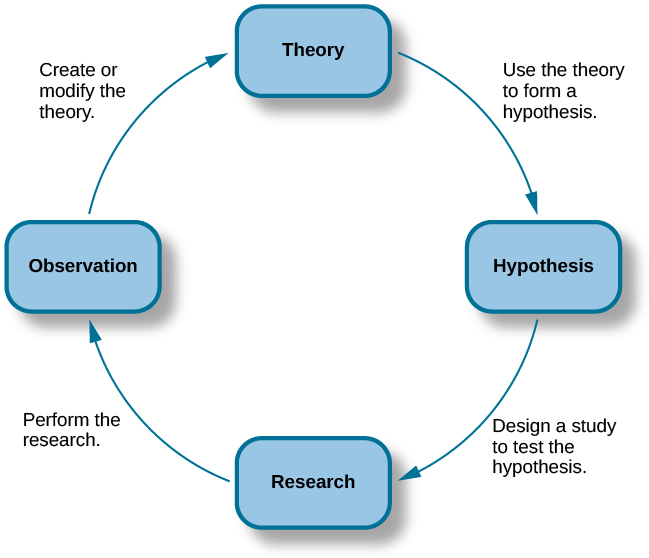 Theory
Create or
modify the
theory.
Use the theory
to form a
hypothesis.
Observation
Hypothesis
Perform the
research.
Design a study
to test the
hypothesis.
Research